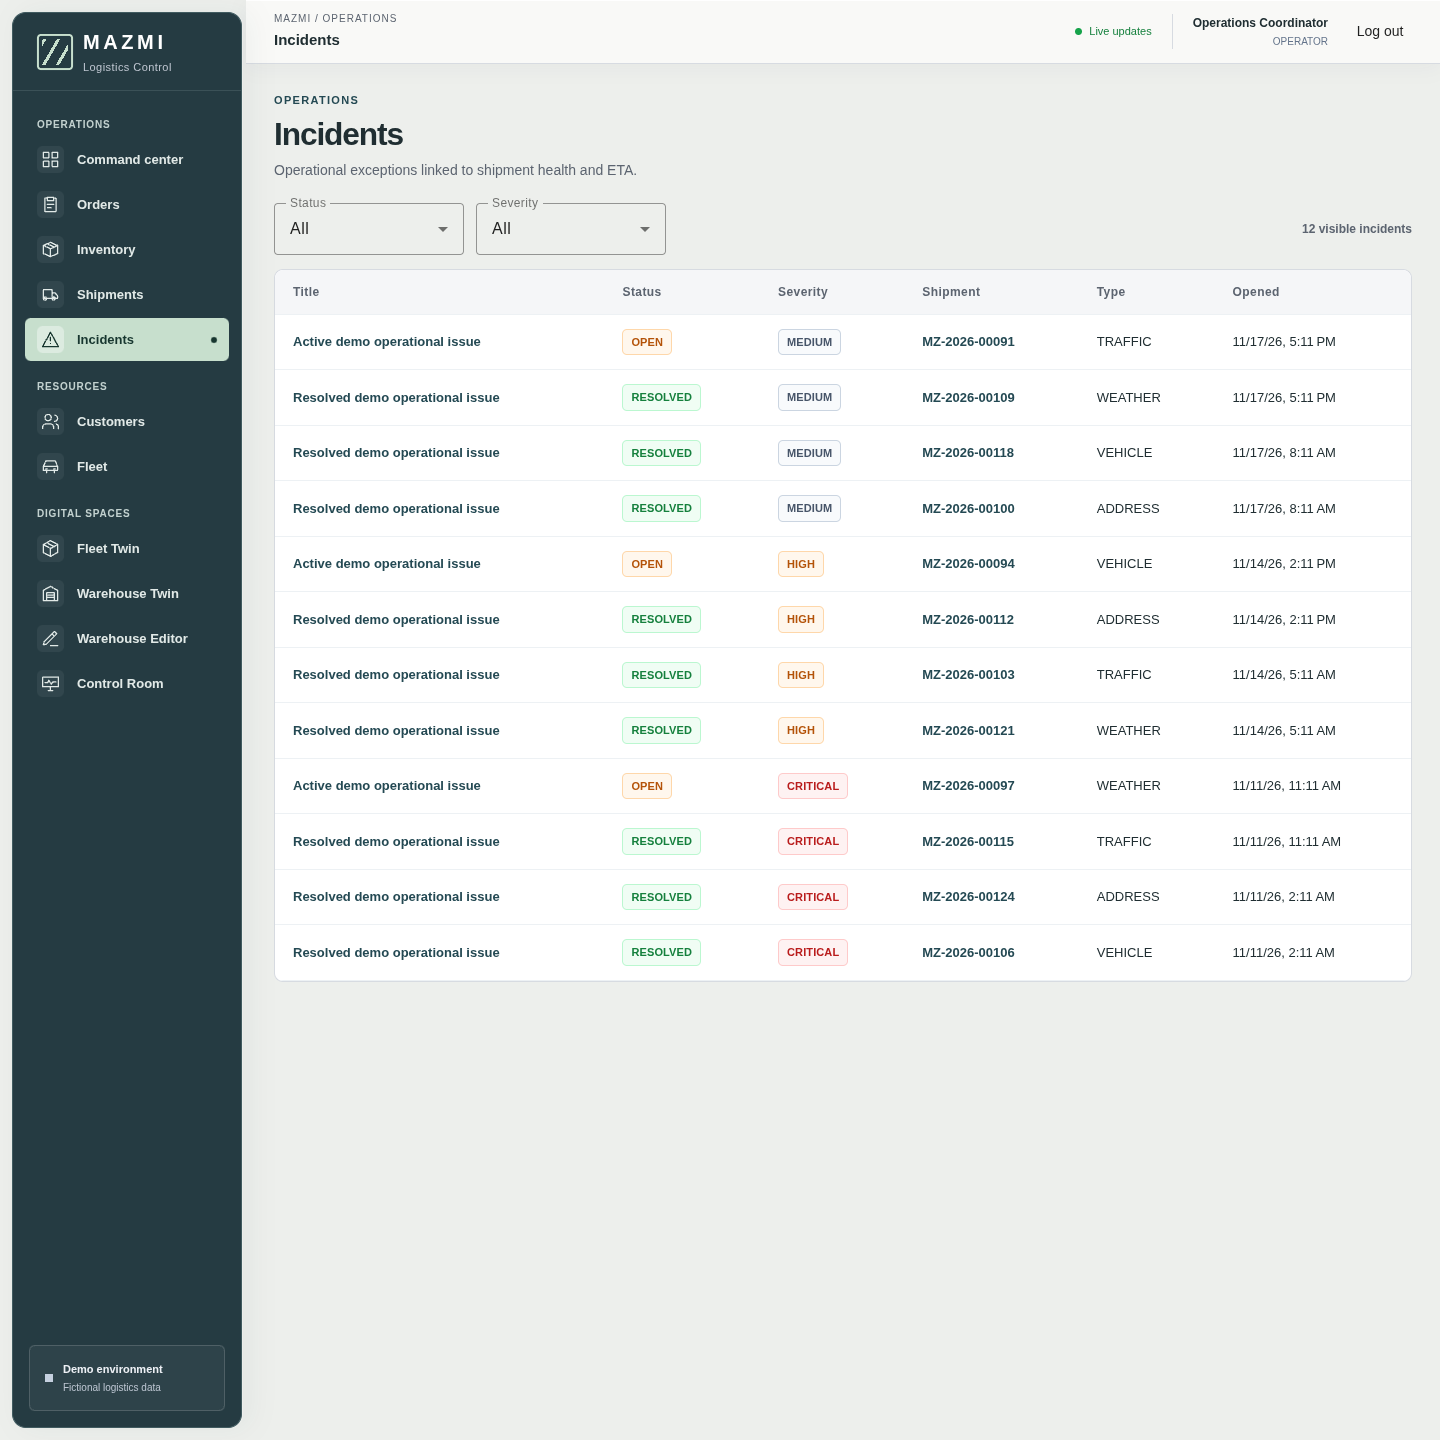 MAZMI
Logistics Control
OPERATIONS
Command center
Orders
Inventory
Shipments
Incidents
RESOURCES
Customers
Fleet
DIGITAL SPACES
Fleet Twin
Warehouse Twin
Warehouse Editor
Control Room
Demo environment
Fictional logistics data
MAZMI / OPERATIONS
Incidents
Live updates
Operations Coordinator
OPERATOR
Log out
OPERATIONS
Incidents
Operational exceptions linked to shipment health and ETA.
Status
All
Severity
All
12 visible incidents
Title Status Severity Shipment Type Opened
Active demo operational issue OPEN MEDIUM MZ-2026-00091 TRAFFIC 11/17/26, 5:11 PM
Resolved demo operational issue RESOLVED MEDIUM MZ-2026-00109 WEATHER 11/17/26, 5:11 PM
Resolved demo operational issue RESOLVED MEDIUM MZ-2026-00118 VEHICLE 11/17/26, 8:11 AM
Resolved demo operational issue RESOLVED MEDIUM MZ-2026-00100 ADDRESS 11/17/26, 8:11 AM
Active demo operational issue OPEN HIGH MZ-2026-00094 VEHICLE 11/14/26, 2:11 PM
Resolved demo operational issue RESOLVED HIGH MZ-2026-00112 ADDRESS 11/14/26, 2:11 PM
Resolved demo operational issue RESOLVED HIGH MZ-2026-00103 TRAFFIC 11/14/26, 5:11 AM
Resolved demo operational issue RESOLVED HIGH MZ-2026-00121 WEATHER 11/14/26, 5:11 AM
Active demo operational issue OPEN CRITICAL MZ-2026-00097 WEATHER 11/11/26, 11:11 AM
Resolved demo operational issue RESOLVED CRITICAL MZ-2026-00115 TRAFFIC 11/11/26, 11:11 AM
Resolved demo operational issue RESOLVED CRITICAL MZ-2026-00124 ADDRESS 11/11/26, 2:11 AM
Resolved demo operational issue RESOLVED CRITICAL MZ-2026-00106 VEHICLE 11/11/26, 2:11 AM